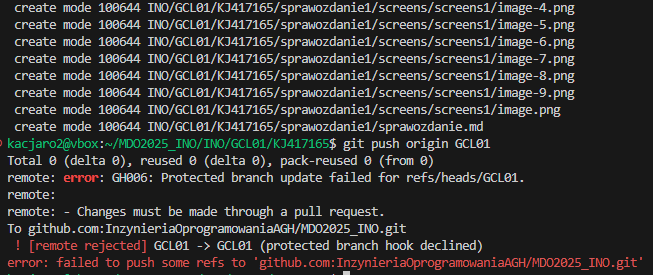 create mode 100644 INO/GCL01/KJ417165/sprawozdanie1/screens/screens1/image-4.png
create mode 100644 INO/GCL01/KJ417165/sprawozdanie1/screens/screens1/image-5.png
create mode 100644 INO/GCL01/KJ417165/sprawozdanie1/screens/screens1/image-6.png
create mode 100644 INO/GCL01/KJ417165/sprawozdanie1/screens/screens1/image-7.png
create mode 100644 INO/GCL01/KJ417165/sprawozdanie1/screens/screens1/image-8.png
create mode 100644 INO/GCL01/KJ417165/sprawozdanie1/screens/screens1/image-9.png
create mode 100644 INO/GCL01/KJ417165/sprawozdanie1/screens/screens1/image.png
create mode 100644 INO/GCL01/KJ417165/sprawozdanie1/sprawozdanie.md
kacjaro2@vbox:~/MDO2025_INO/INO/GCL01/KJ417165$ git push origin GCL01
Total 0 (delta 0), reused 0 (delta 0), pack-reused 0 (from 0)
remote: error: GH006: Protected branch update failed for refs/heads/GCL01.
remote:
remote: - Changes must be made through a pull request.
To github.com:InzynieriaOprogramowaniaAGH/MDO2025_INO.git
! [remote rejected] GCL01 -> GCL01 (protected branch hook declined)
error: failed to push some refs to 'github.com:InzynieriaOprogramowaniaAGH/MDO2025_INO.git'